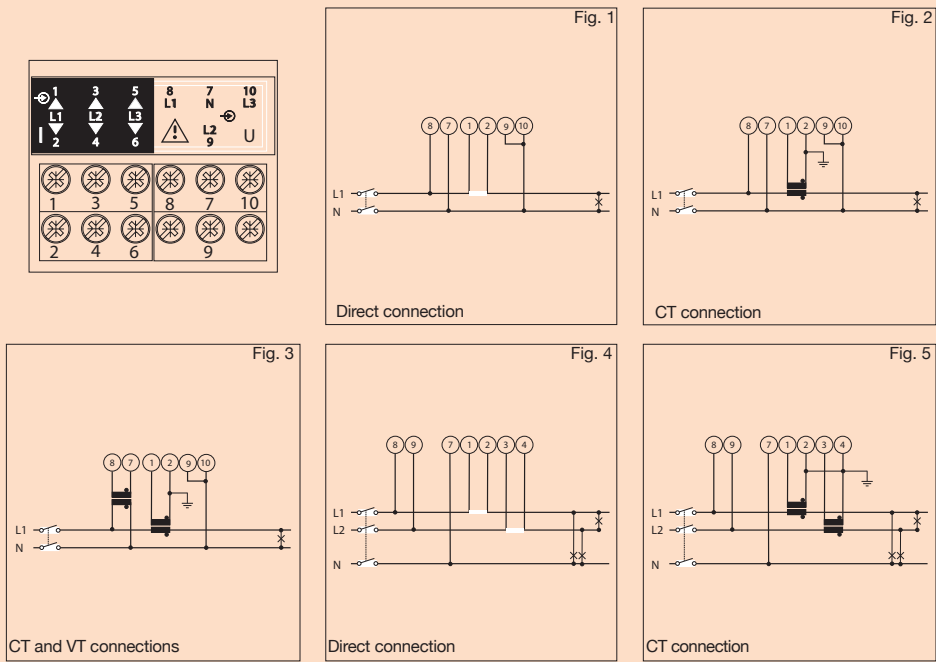 1 3 5 8 7 10
L1 N L3
L1 L2 L3
L2 U
2 4 6 9
1 3 5 8 7 10
2 4 6 9
Fig. 1
8 7 1 2 9 10
L1
N
Direct connection
Fig. 2
8 7 1 2 9 10
L1
N
CT connection
Fig. 3
8 7 1 2 9 10
L1
N
CT and VT connections
Fig. 4
8 9 7 1 2 3 4
L1
L2
N
Direct connection
Fig. 5
8 9 7 1 2 3 4
L1
L2
N
CT connection